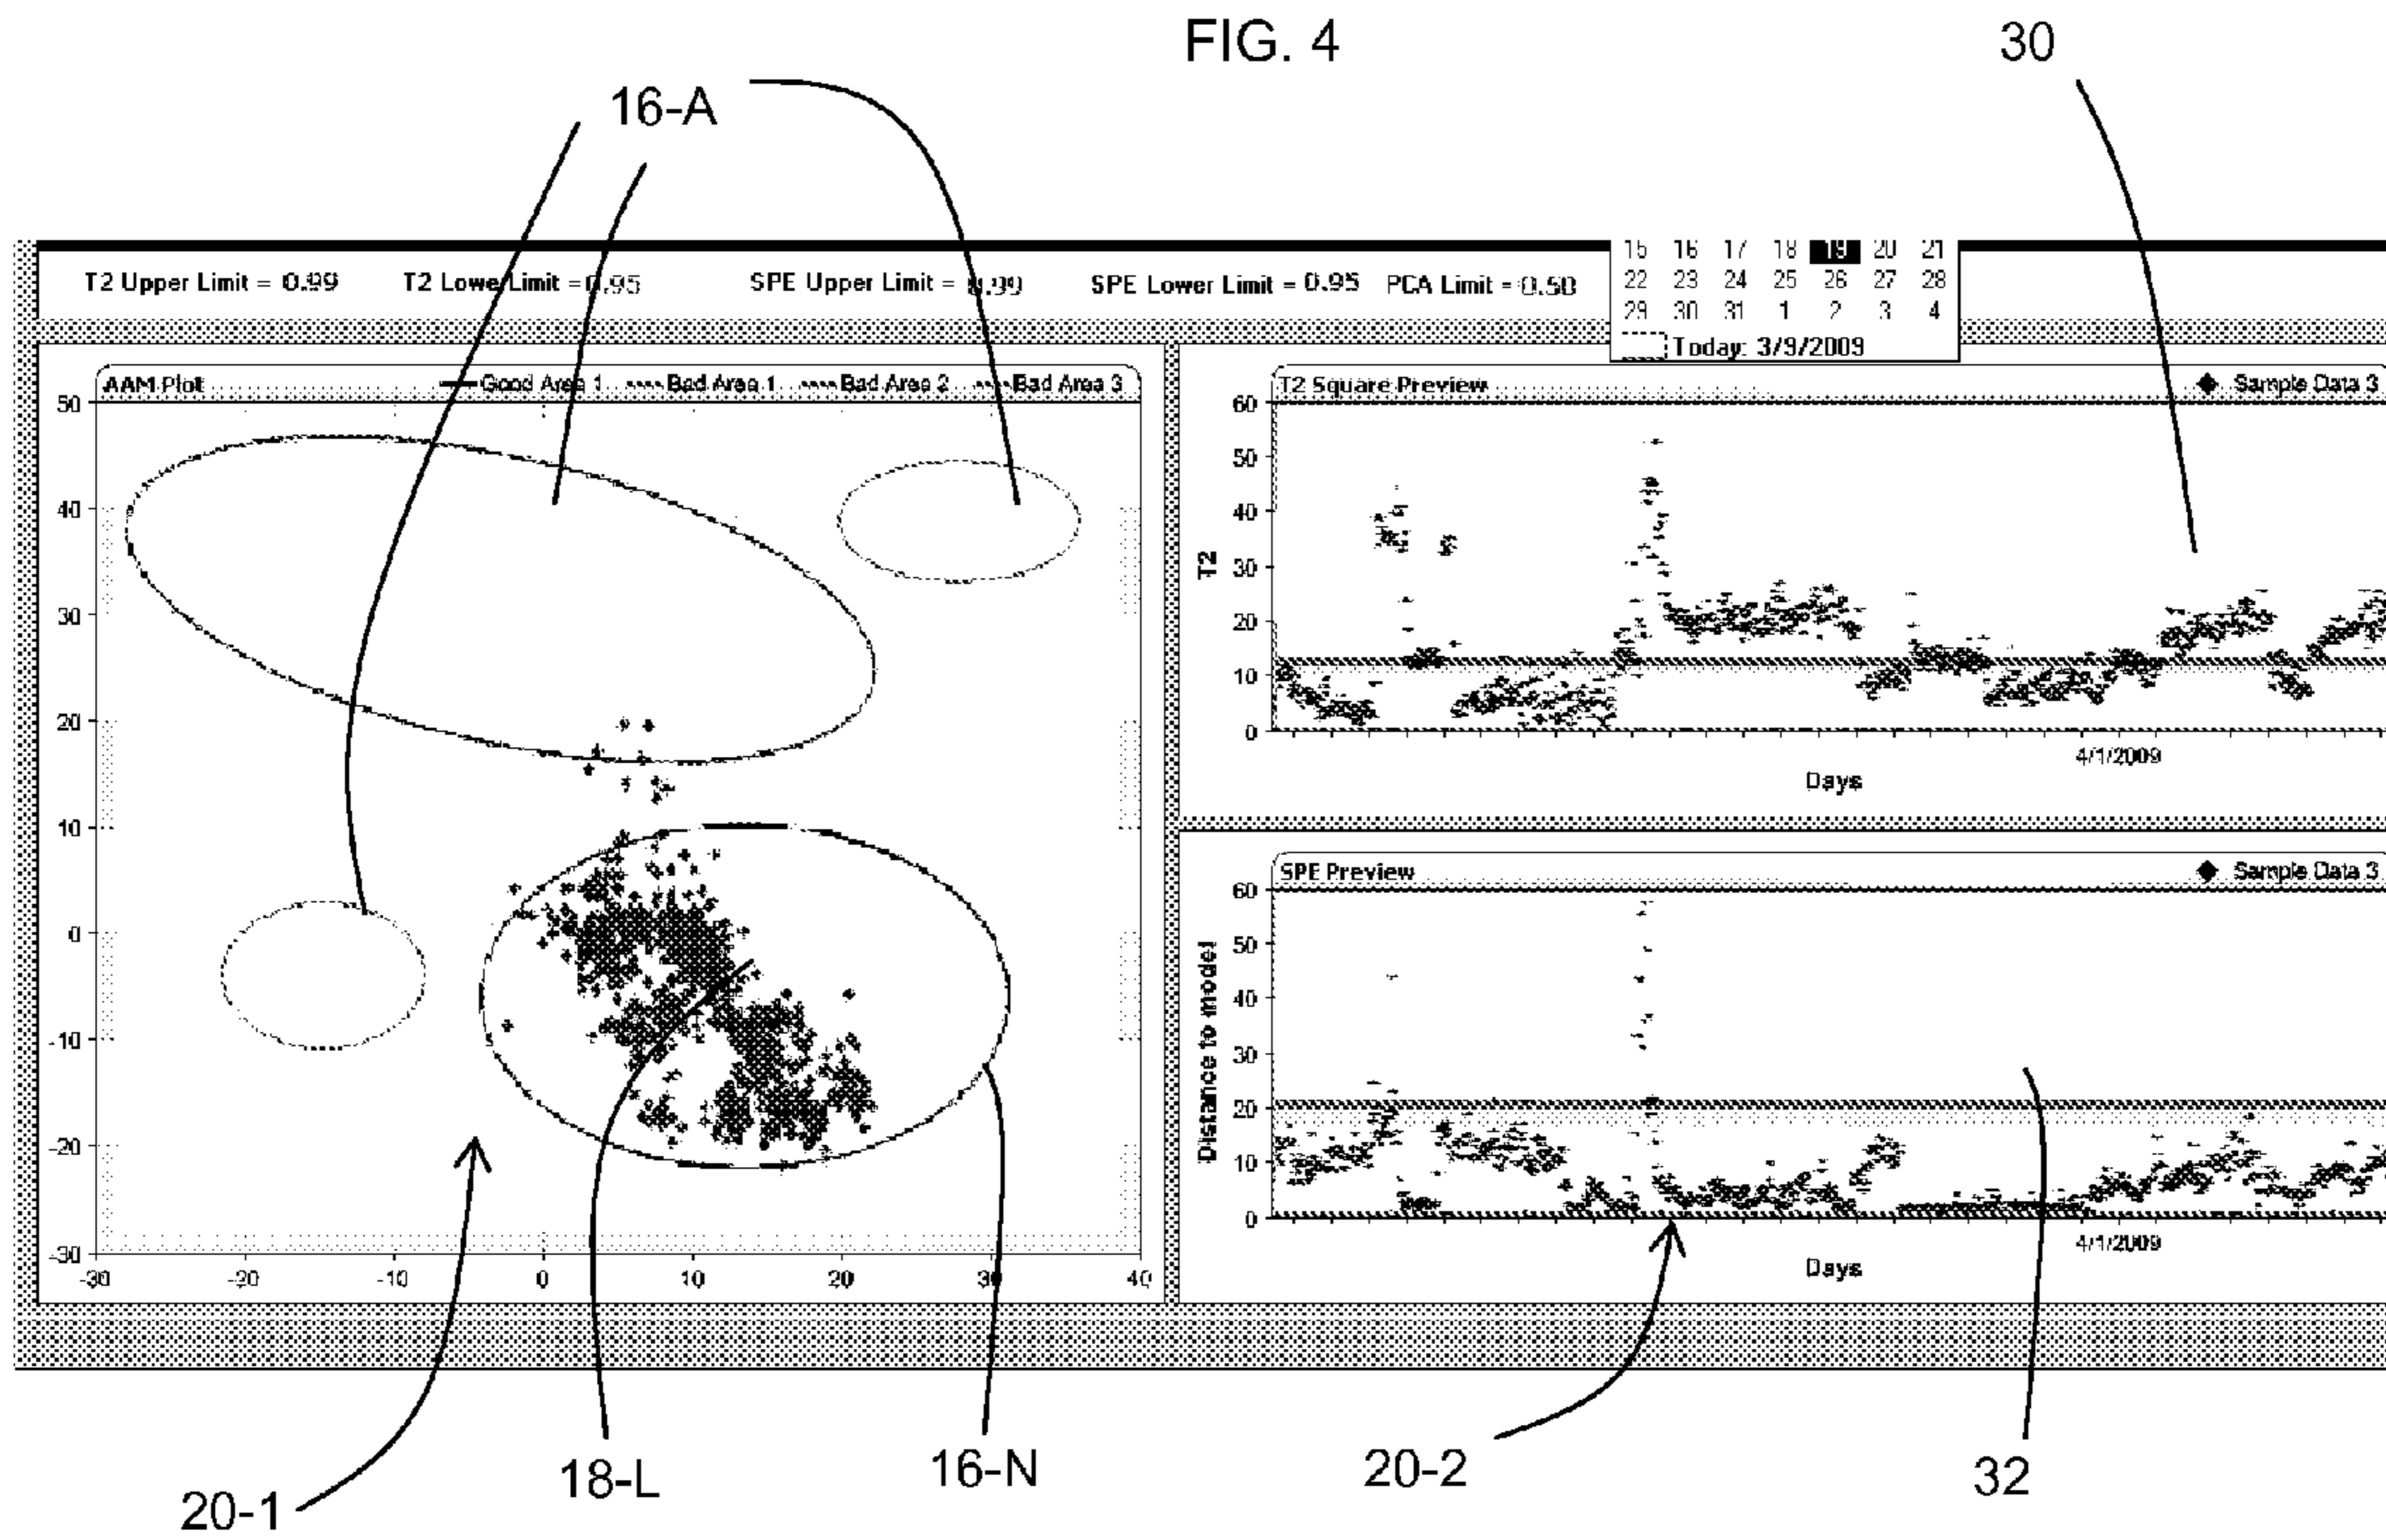 FIG. 4
30
16-A
T2 Upper Limit = 0.99 T2 Lower Limit = 0.95 SPE Upper Limit = 0.99 SPE Lower Limit = 0.95 PCA Limit = 0.50
15 16 17 18 19 20 21
22 23 24 25 26 27 28
29 30 31 1 2 3 4
Today: 3/9/2009
AAM Plot Good Area 1 Bad Area 1 Bad Area 2 Bad Area 3
50
40
30
20
10
0
-10
-20
-30
-30 -20 -10 0 10 20 30 40
T2 Square Preview Sample Data 3
T2
60
50
40
30
20
10
0
4/1/2009
Days
SPE Preview Sample Data 3
Distance to model
60
50
40
30
20
10
0
4/1/2009
Days
20-1
18-L
16-N
20-2
32